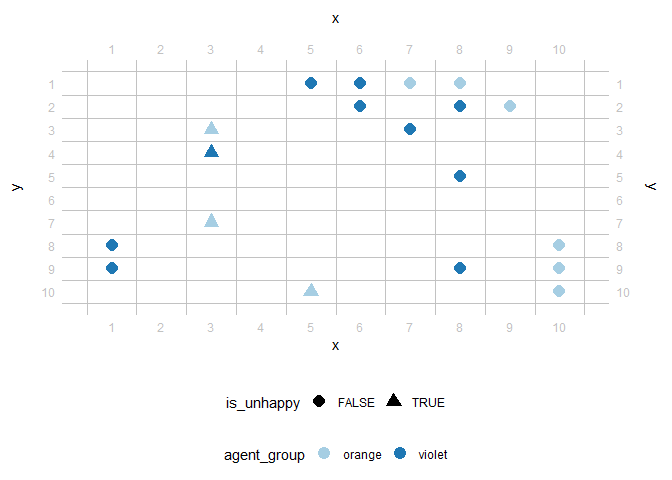 x
1 2 3 4 5 6 7 8 9 10
1 1
2 2
3 3
4 4
y 5 5 y
6 6
7 7
8 8
9 9
10 10
1 2 3 4 5 6 7 8 9 10
x
is_unhappy FALSE TRUE
agent_group orange violet